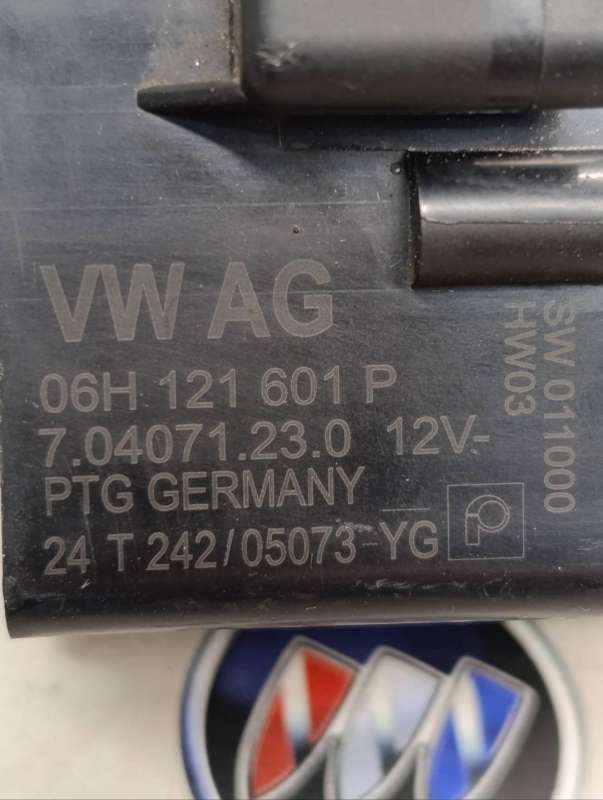 VW AG
06H 121 601 P
7.04071.23.0 12V-
PTG GERMANY
24 T 242/05073-YG
SW 011000
HW03